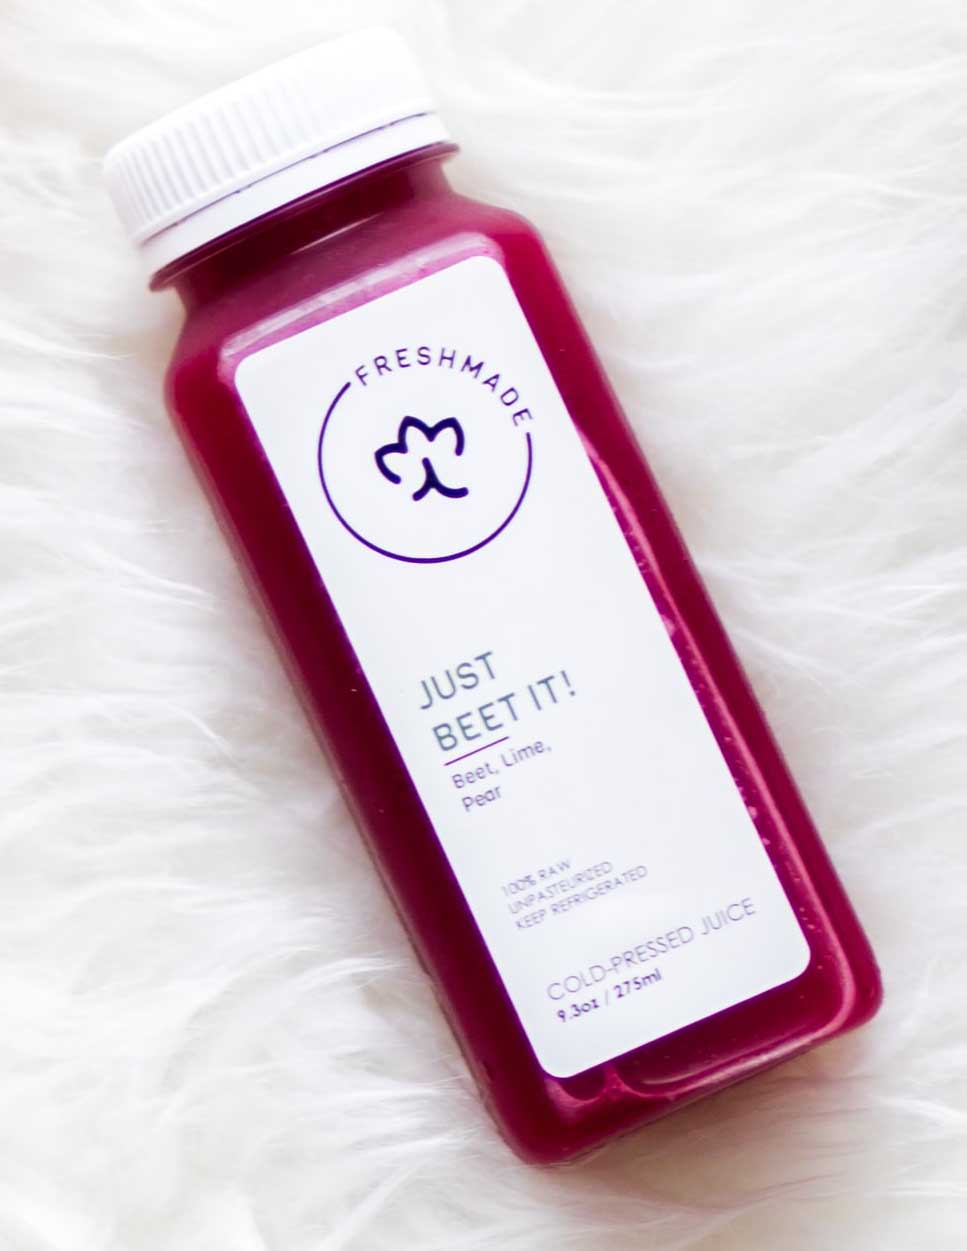 FRESHMADE
JUST
BEET IT!
Beet, Lime,
Pear
100% RAW
UNPASTEURIZED
KEEP REFRIGERATED
COLD-PRESSED JUICE
9.3oz / 275ml